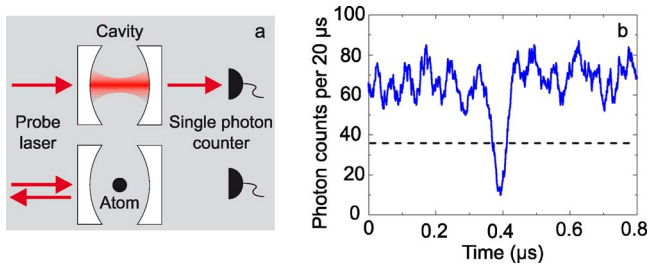 Cavity
a
Probe
laser
Single photon
counter
Atom
b
Photon counts per 20 μs
100
80
60
40
20
0
0
0.2
0.4
0.6
0.8
Time (μs)